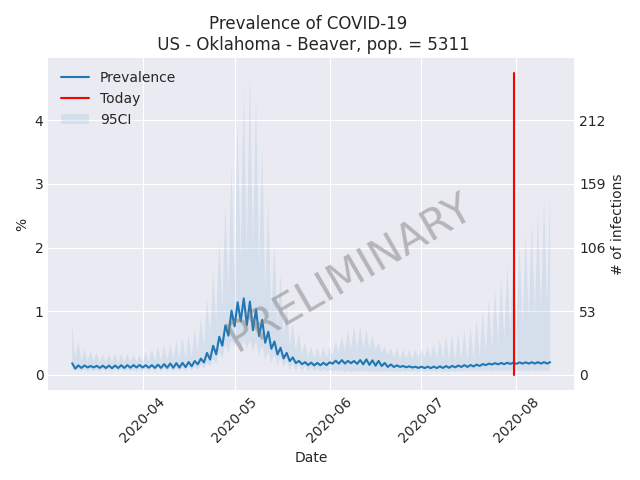 Prevalence of COVID-19
US - Oklahoma - Beaver, pop. = 5311
Prevalence
Today
95CI
4
3
2
1
0
%
212
159
106
53
0
# of infections
PRELIMINARY
2020-04
2020-05
2020-06
2020-07
2020-08
Date